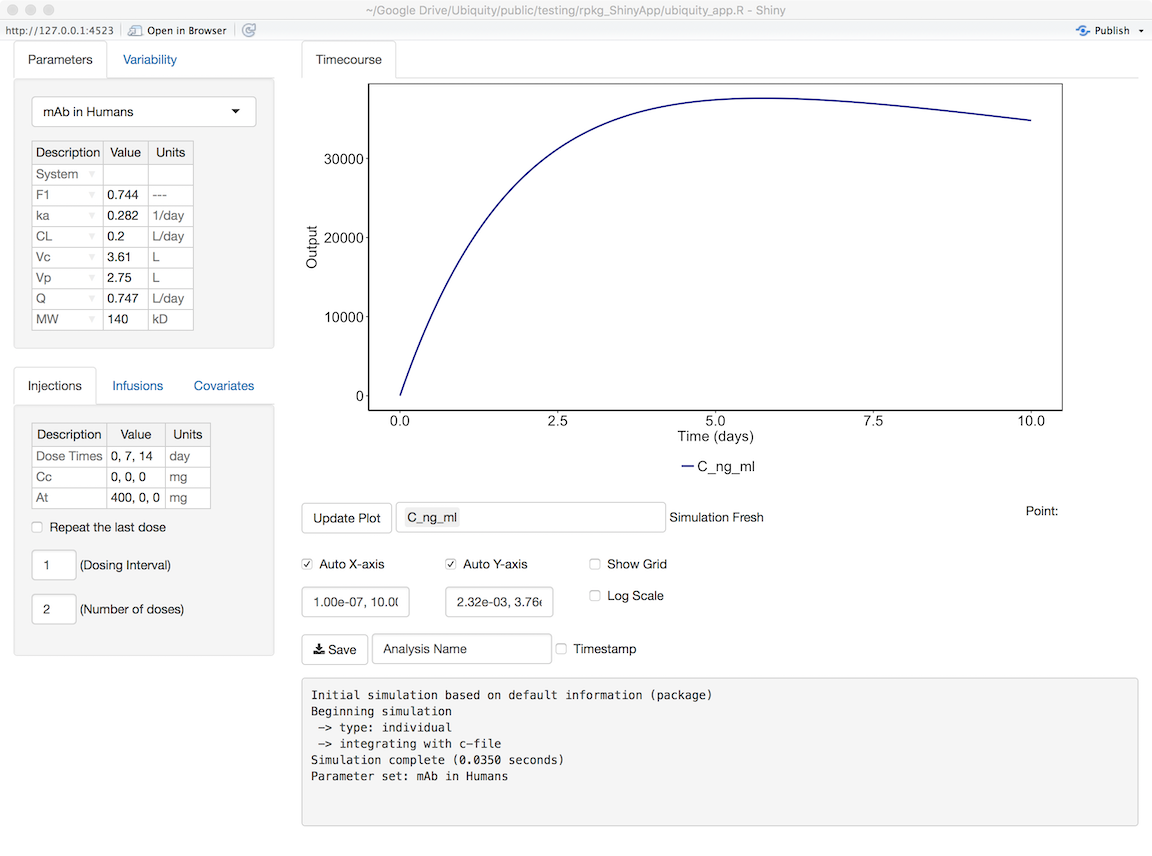 ~/Google Drive/Ubiquity/public/testing/rpkg_ShinyApp/ubiquity_app.R - Shiny
http://127.0.0.1:4523 Open in Browser Publish
Parameters Variability
mAb in Humans
Description Value Units
System
F1 0.744 ---
ka 0.282 1/day
CL 0.2 L/day
Vc 3.61 L
Vp 2.75 L
Q 0.747 L/day
MW 140 kD
Injections Infusions Covariates
Description Value Units
Dose Times 0, 7, 14 day
Cc 0, 0, 0 mg
At 400, 0, 0 mg
Repeat the last dose
1 (Dosing Interval)
2 (Number of doses)
Timecourse
Output
30000
20000
10000
0
0.0 2.5 5.0 7.5 10.0
Time (days)
C_ng_ml
Update Plot C_ng_ml Simulation Fresh Point:
Auto X-axis Auto Y-axis Show Grid
1.00e-07, 10.00 2.32e-03, 3.76e Log Scale
Save Analysis Name Timestamp
Initial simulation based on default information (package)
Beginning simulation
-> type: individual
-> integrating with c-file
Simulation complete (0.0350 seconds)
Parameter set: mAb in Humans